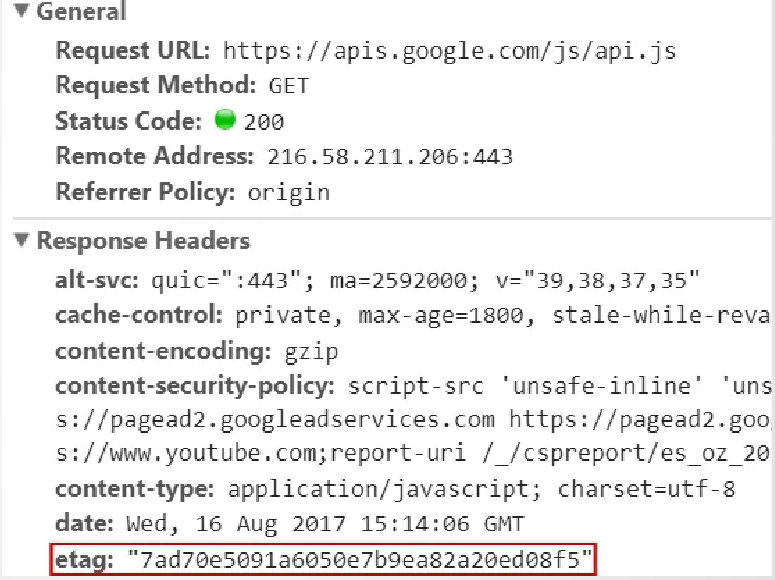 General
Request URL: https://apis.google.com/js/api.js
Request Method: GET
Status Code: 200
Remote Address: 216.58.211.206:443
Referrer Policy: origin
Response Headers
alt-svc: quic=":443"; ma=2592000; v="39,38,37,35"
cache-control: private, max-age=1800, stale-while-reva
content-encoding: gzip
content-security-policy: script-src 'unsafe-inline' 'uns
s://pagead2.googleadservices.com https://pagead2.goo
s://www.youtube.com;report-uri /_/cspreport/es_oz_20
content-type: application/javascript; charset=utf-8
date: Wed, 16 Aug 2017 15:14:06 GMT
etag: "7ad70e5091a6050e7b9ea82a20ed08f5"